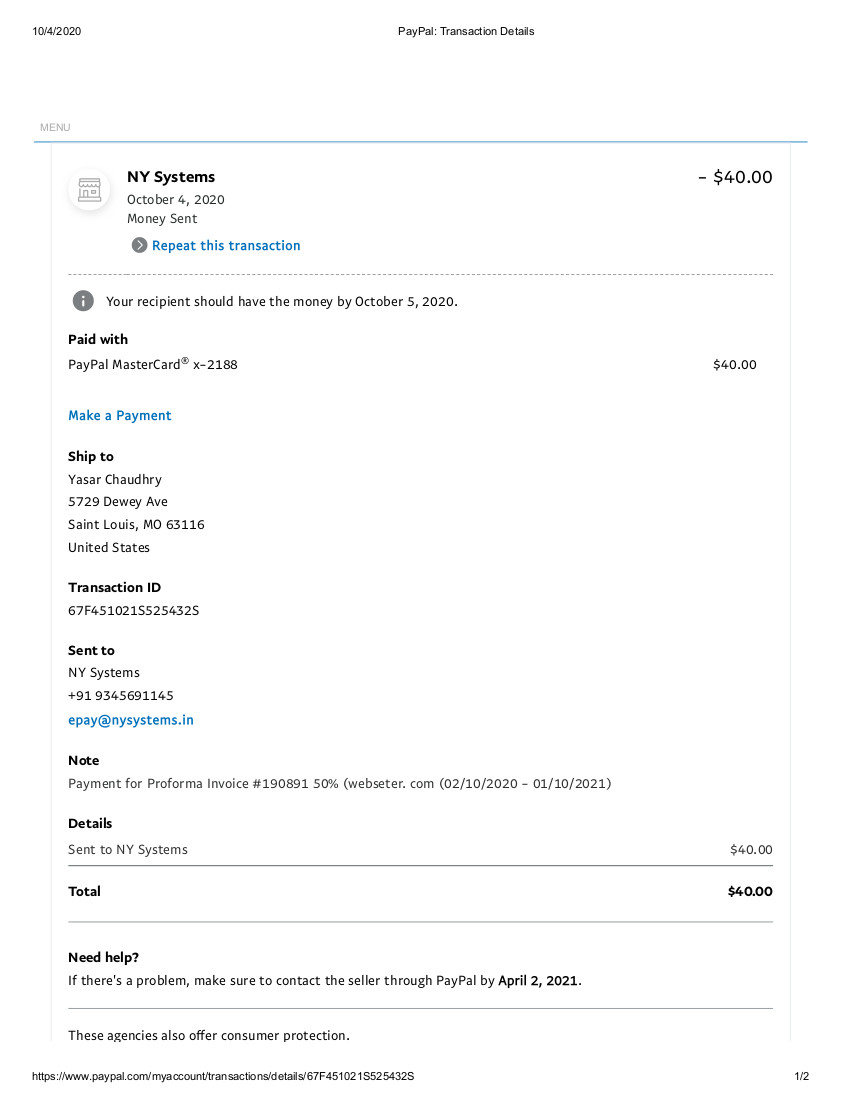 10/4/2020
PayPal: Transaction Details
MENU
NY Systems
- $40.00
October 4, 2020
Money Sent
Repeat this transaction
Your recipient should have the money by October 5, 2020.
Paid with
PayPal MasterCard® x-2188
$40.00
Make a Payment
Ship to
Yasar Chaudhry
5729 Dewey Ave
Saint Louis, MO 63116
United States
Transaction ID
67F451021S525432S
Sent to
NY Systems
+91 9345691145
epay@nysystems.in
Note
Payment for Proforma Invoice #190891 50% (webseter. com (02/10/2020 - 01/10/2021)
Details
Sent to NY Systems
$40.00
Total
$40.00
Need help?
If there's a problem, make sure to contact the seller through PayPal by April 2, 2021.
These agencies also offer consumer protection.
https://www.paypal.com/myaccount/transactions/details/67F451021S525432S
1/2